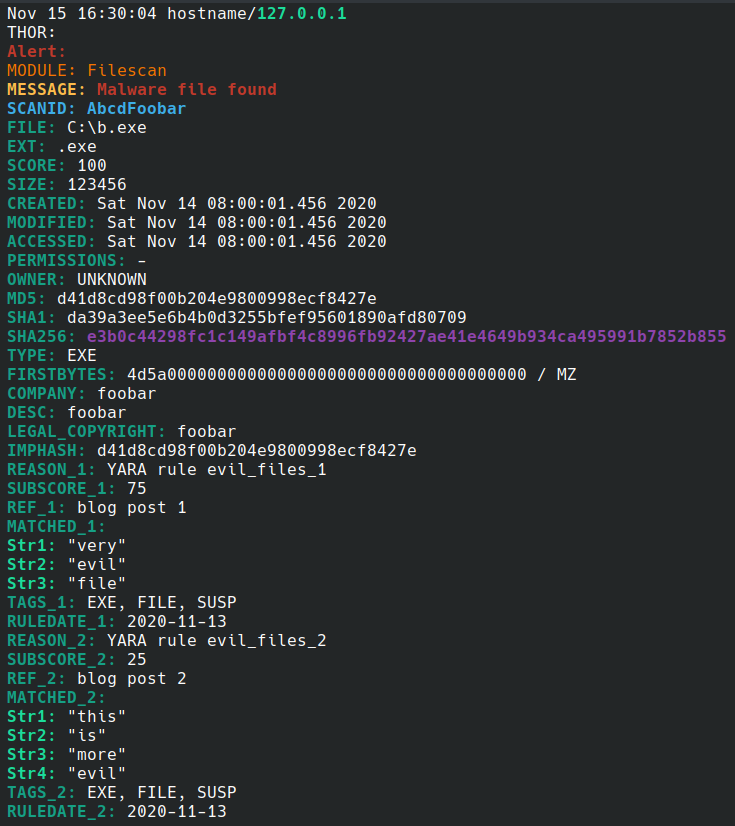 Nov 15 16:30:04 hostname/127.0.0.1
THOR:
Alert:
MODULE: Filescan
MESSAGE: Malware file found
SCANID: AbcdFoobar
FILE: C:\b.exe
EXT: .exe
SCORE: 100
SIZE: 123456
CREATED: Sat Nov 14 08:00:01.456 2020
MODIFIED: Sat Nov 14 08:00:01.456 2020
ACCESSED: Sat Nov 14 08:00:01.456 2020
PERMISSIONS: -
OWNER: UNKNOWN
MD5: d41d8cd98f00b204e9800998ecf8427e
SHA1: da39a3ee5e6b4b0d3255bfef95601890afd80709
SHA256: e3b0c44298fc1c149afbf4c8996fb92427ae41e4649b934ca495991b7852b855
TYPE: EXE
FIRSTBYTES: 4d5a000000000000000000000000000000000000 / MZ
COMPANY: foobar
DESC: foobar
LEGAL_COPYRIGHT: foobar
IMPHASH: d41d8cd98f00b204e9800998ecf8427e
REASON_1: YARA rule evil_files_1
SUBSCORE_1: 75
REF_1: blog post 1
MATCHED_1:
Str1: "very"
Str2: "evil"
Str3: "file"
TAGS_1: EXE, FILE, SUSP
RULEDATE_1: 2020-11-13
REASON_2: YARA rule evil_files_2
SUBSCORE_2: 25
REF_2: blog post 2
MATCHED_2:
Str1: "this"
Str2: "is"
Str3: "more"
Str4: "evil"
TAGS_2: EXE, FILE, SUSP
RULEDATE_2: 2020-11-13